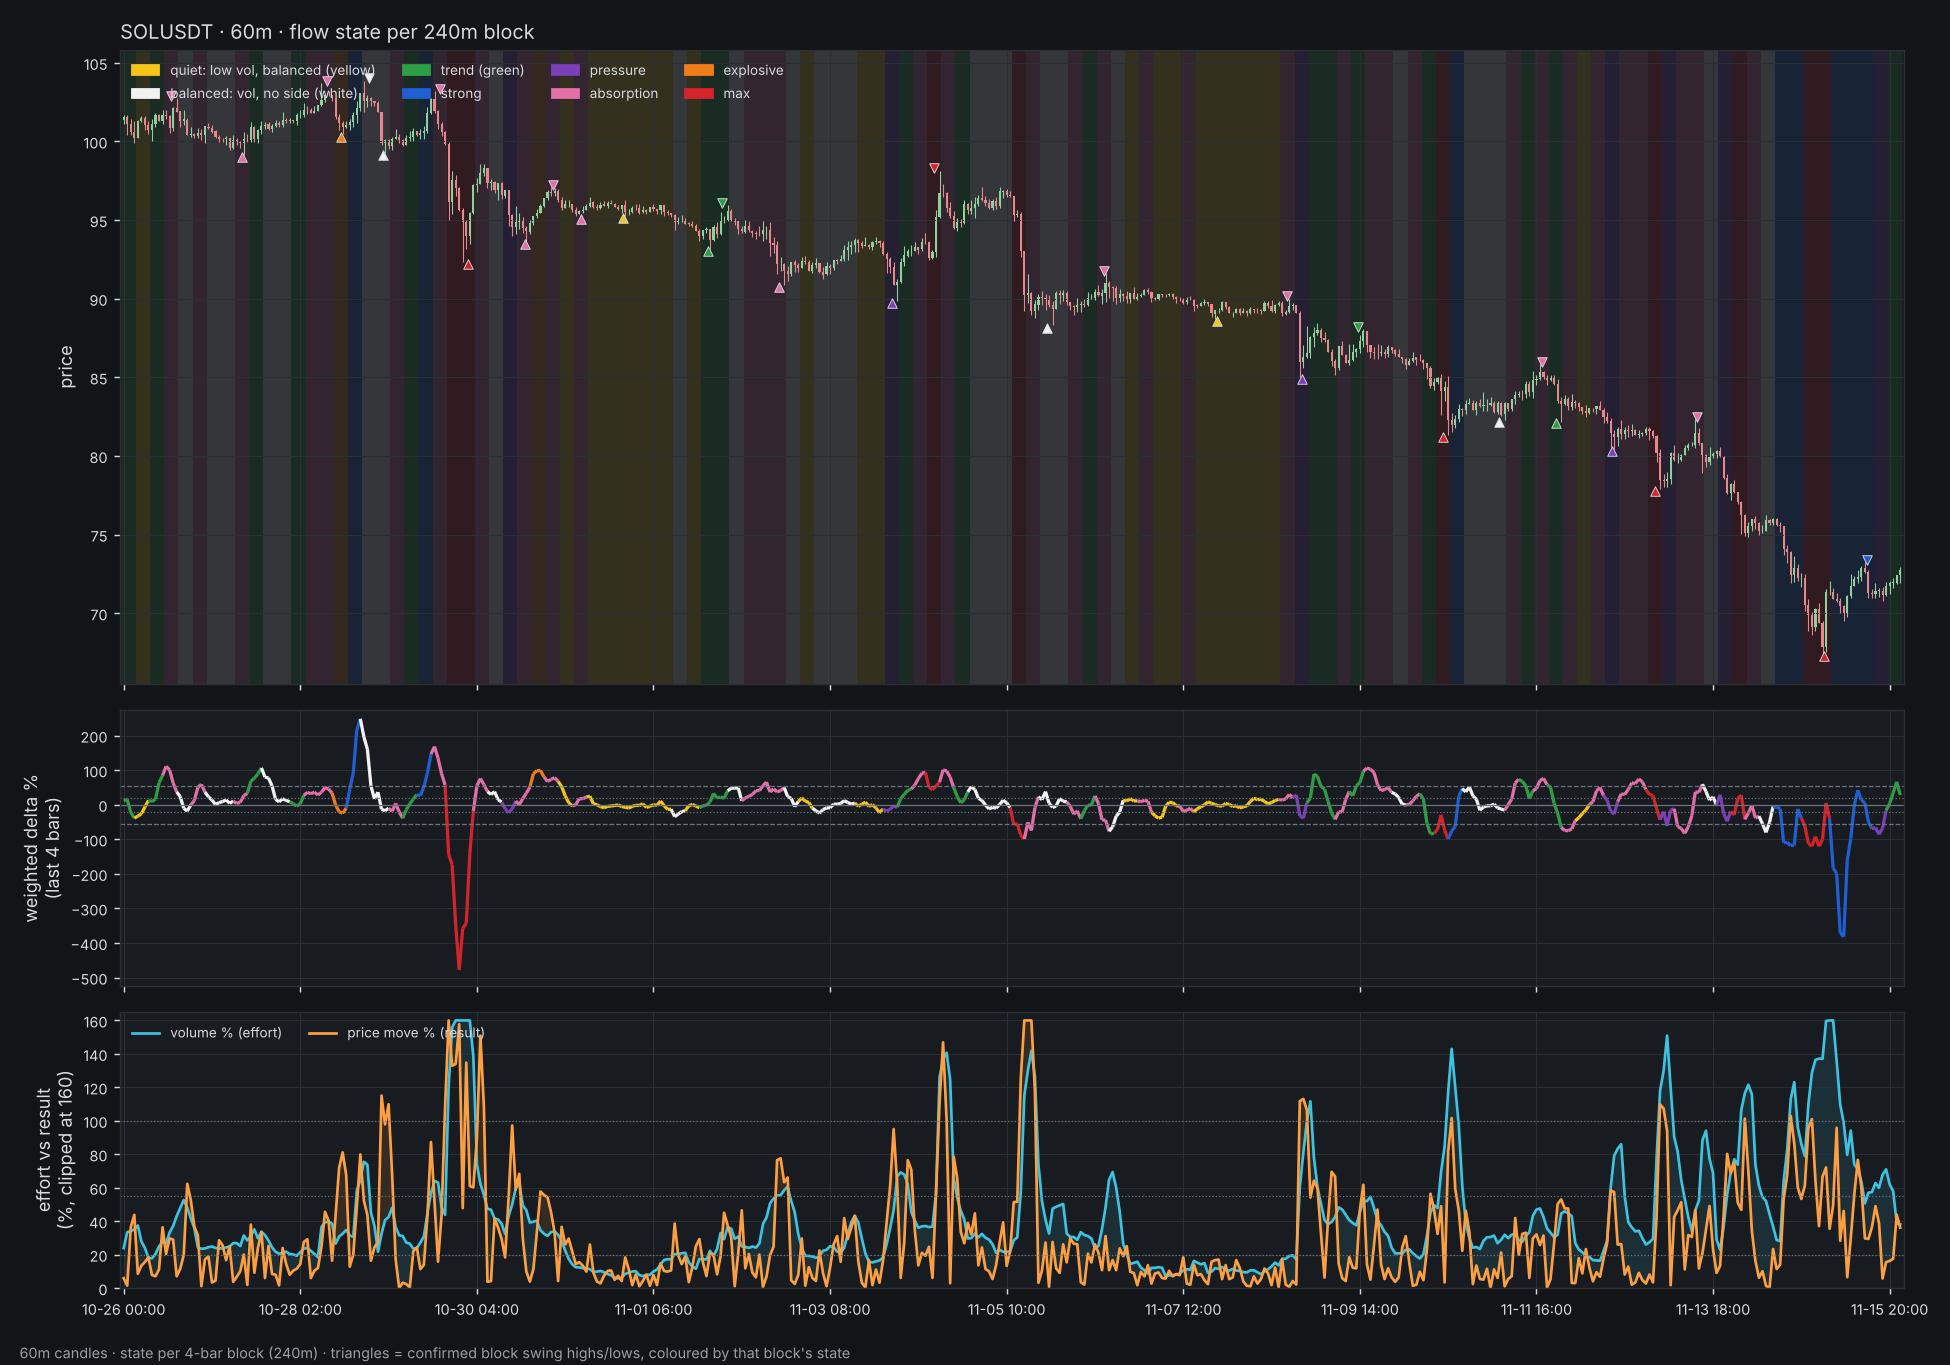 SOLUSDT · 60m · flow state per 240m block
quiet: low vol, balanced (yellow)
balanced: vol, no side (white)
trend (green)
strong
pressure
absorption
explosive
max
price
105
100
95
90
85
80
75
70
weighted delta %
(last 4 bars)
200
100
0
−100
−200
−300
−400
−500
volume % (effort)
price move % (result)
effort vs result
(%, clipped at 160)
160
140
120
100
80
60
40
20
0
10-26 00:00
10-28 02:00
10-30 04:00
11-01 06:00
11-03 08:00
11-05 10:00
11-07 12:00
11-09 14:00
11-11 16:00
11-13 18:00
11-15 20:00
60m candles · state per 4-bar block (240m) · triangles = confirmed block swing highs/lows, coloured by that block's state